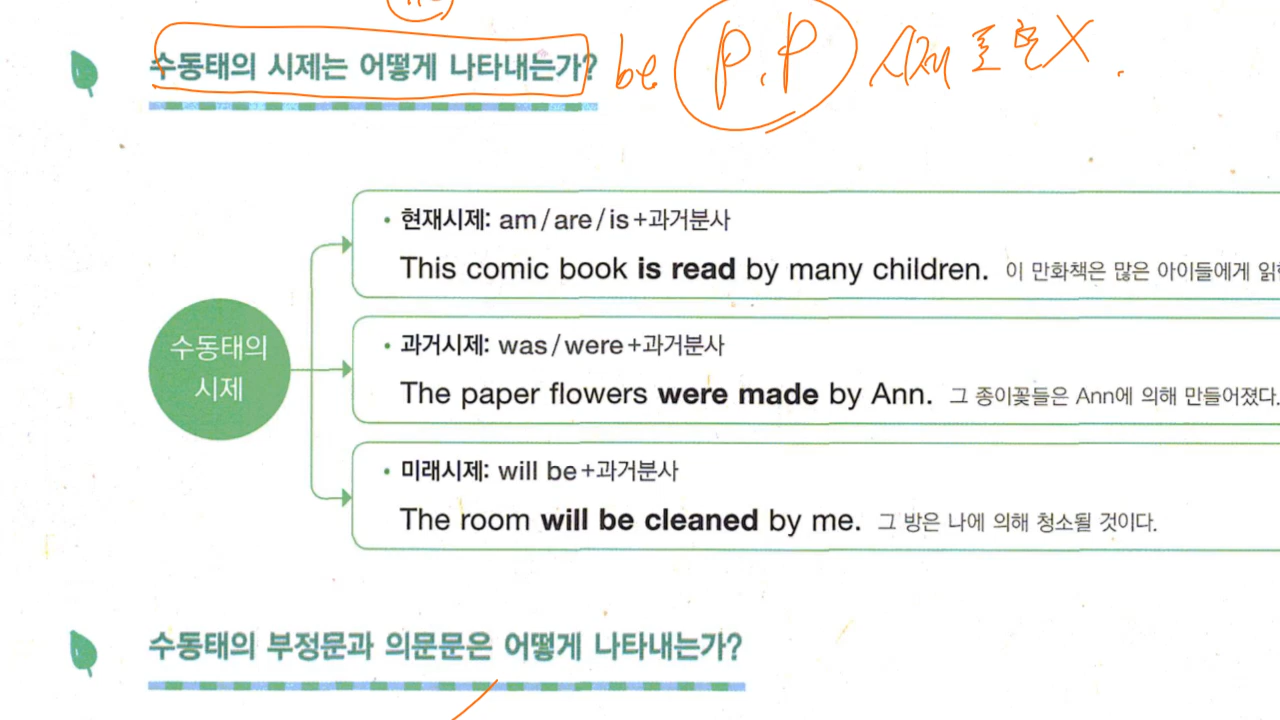 수동태의 시제는 어떻게 나타내는가? be p.p 시제 표현X.
• 현재시제: am/are/is+과거분사
This comic book is read by many children. 이 만화책은 많은 아이들에게
• 과거시제: was/were+과거분사
수동태의
시제
The paper flowers were made by Ann. 그 종이꽃들은 Ann에 의해 만들어졌다.
• 미래시제: will be+과거분사
The room will be cleaned by me. 그 방은 나에 의해 청소될 것이다.
수동태의 부정문과 의문문은 어떻게 나타내는가?